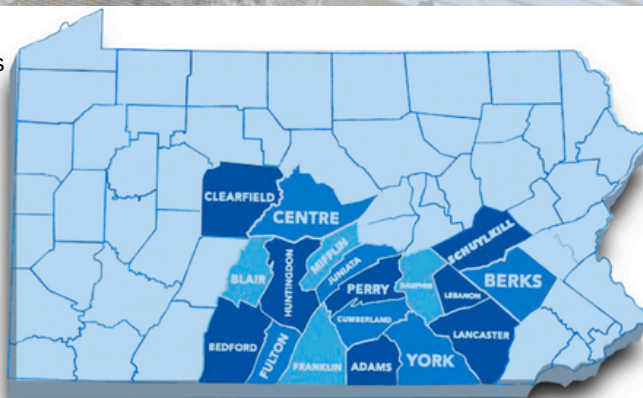 s
CLEARFIELD
CENTRE
SCHUYLKILL
MIFFLIN
BLAIR
HUNTINGDON
JUNIATA
PERRY
DAUPHIN
BERKS
LEBANON
CUMBERLAND
LANCASTER
BEDFORD
FULTON
FRANKLIN
ADAMS
YORK